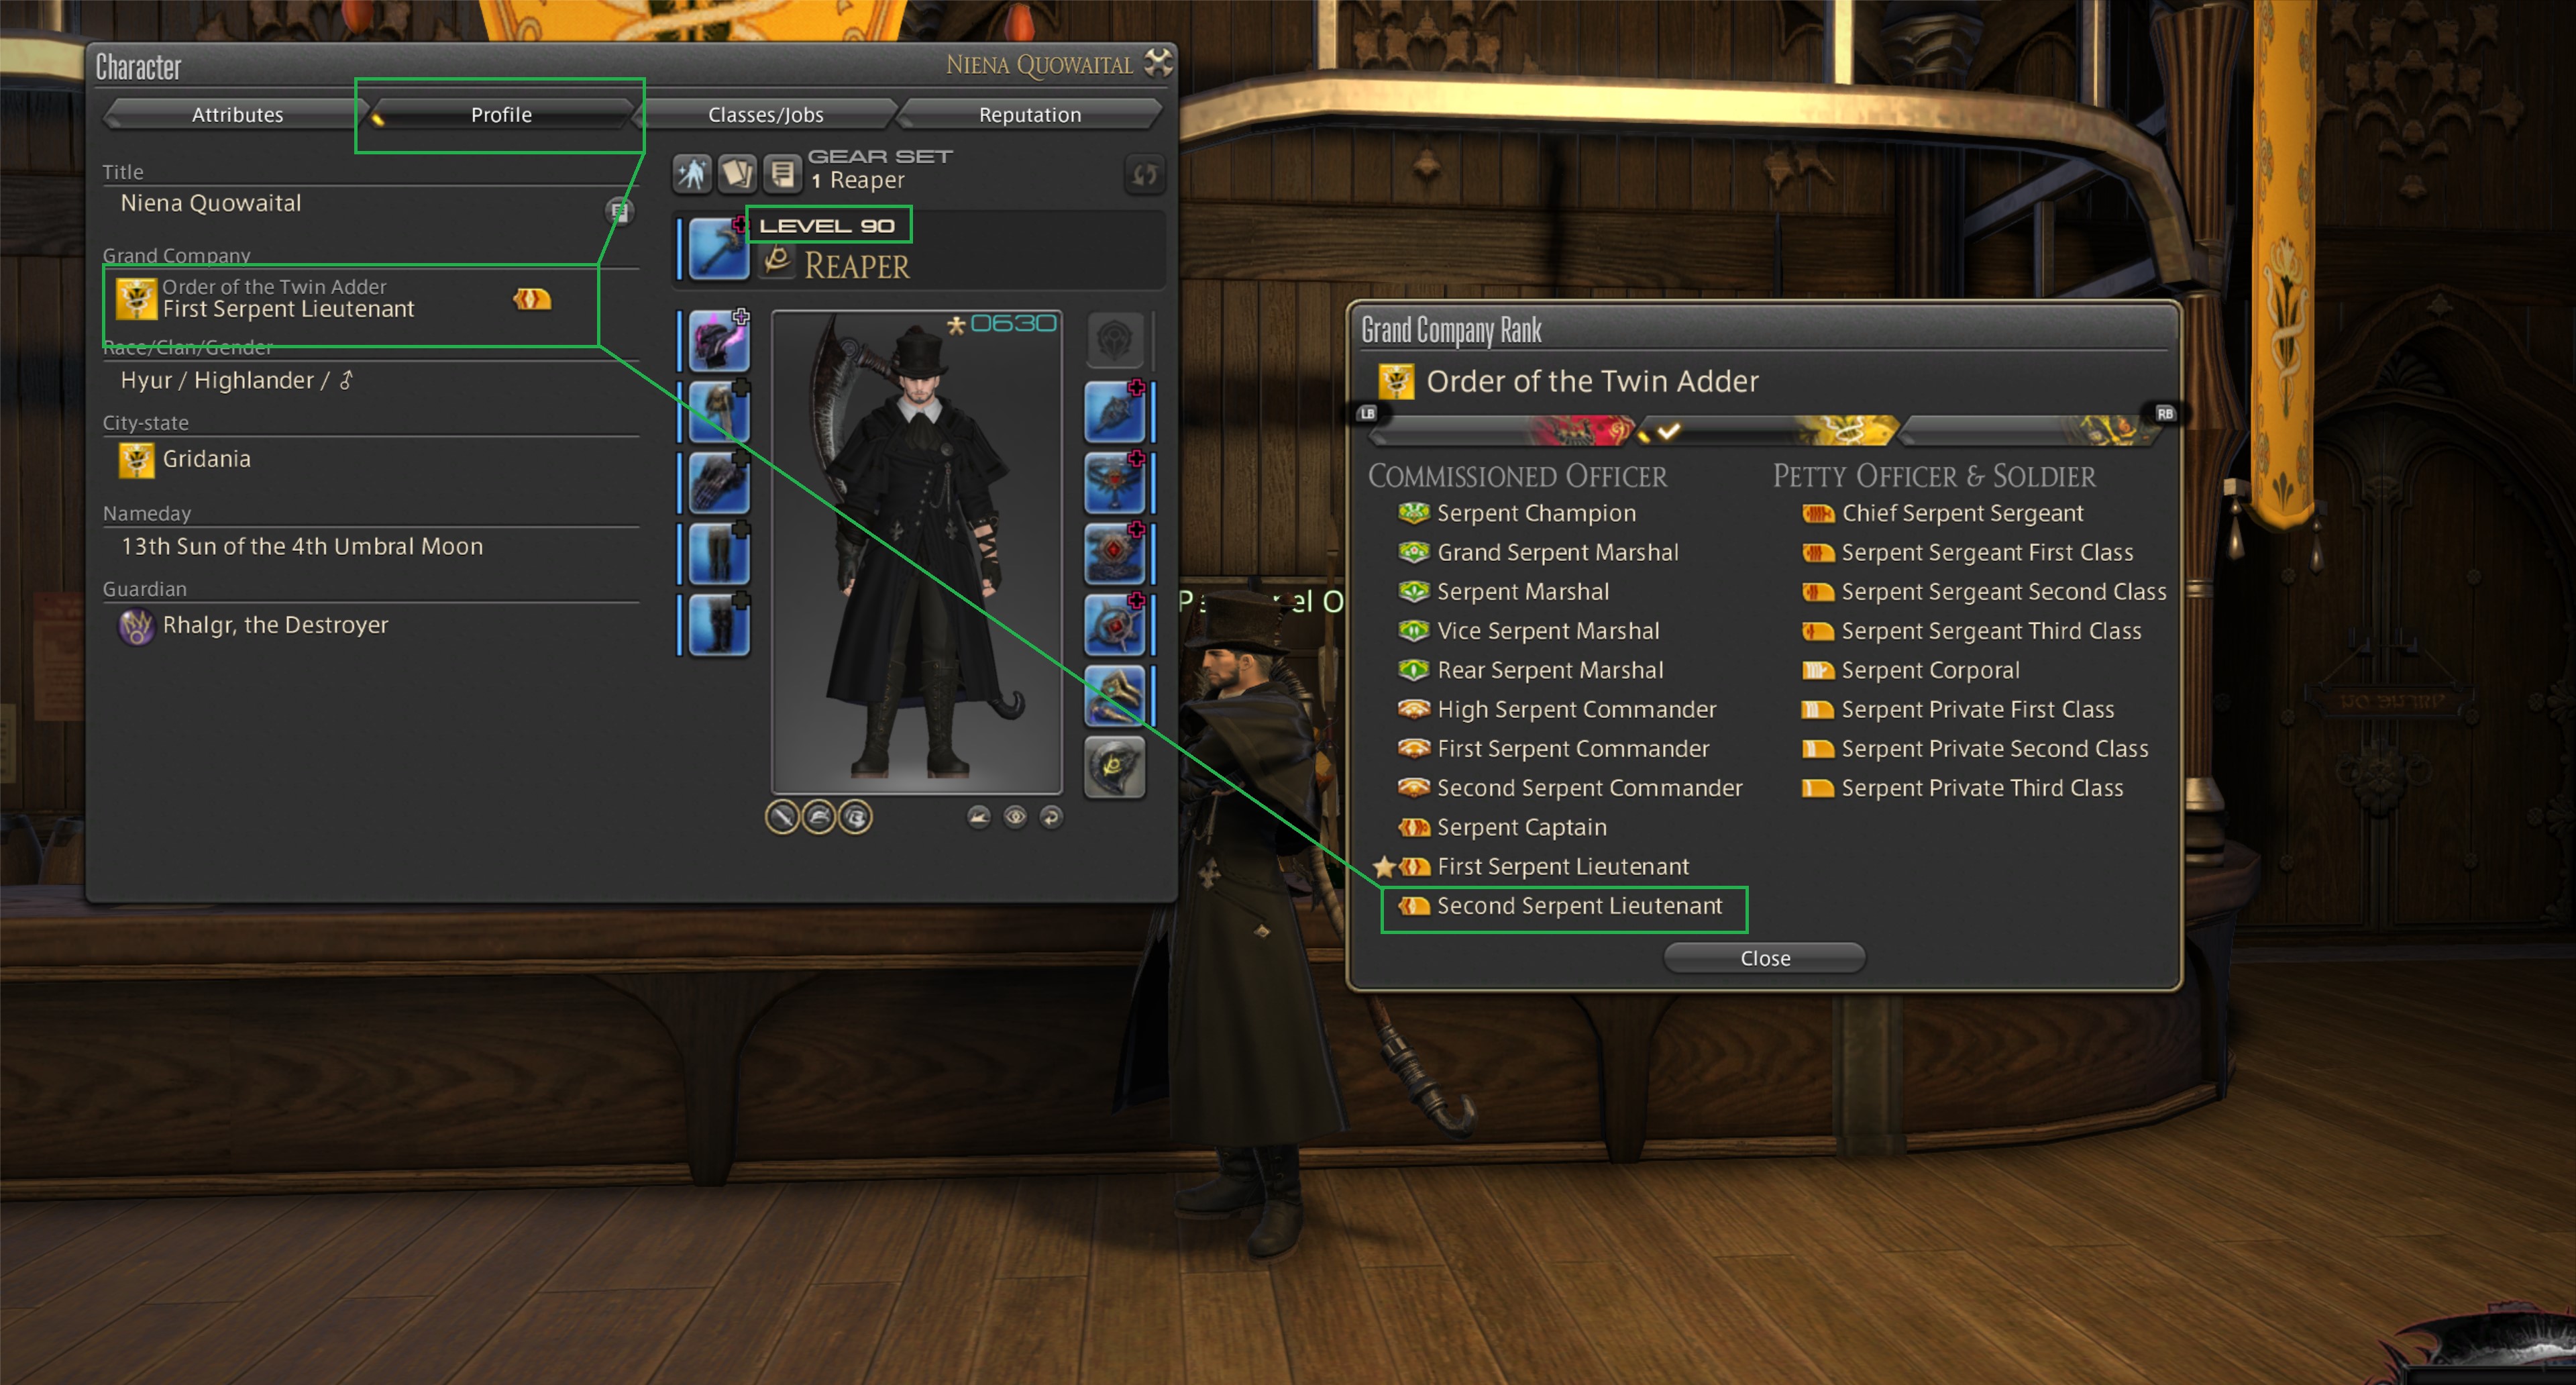 Character
NIENA QUOWAITAL
Attributes
Profile
Classes/Jobs
Reputation
Title
Niena Quowaital
Grand Company
Order of the Twin Adder
First Serpent Lieutenant
Race/Clan/Gender
Hyur / Highlander / ♂
City-state
Gridania
Nameday
13th Sun of the 4th Umbral Moon
Guardian
Rhalgr, the Destroyer
GEAR SET
1 Reaper
LEVEL 90
REAPER
0630
Grand Company Rank
Order of the Twin Adder
LB
RB
COMMISSIONED OFFICER
Serpent Champion
Grand Serpent Marshal
Serpent Marshal
Vice Serpent Marshal
Rear Serpent Marshal
High Serpent Commander
First Serpent Commander
Second Serpent Commander
Serpent Captain
First Serpent Lieutenant
Second Serpent Lieutenant
PETTY OFFICER & SOLDIER
Chief Serpent Sergeant
Serpent Sergeant First Class
Serpent Sergeant Second Class
Serpent Sergeant Third Class
Serpent Corporal
Serpent Private First Class
Serpent Private Second Class
Serpent Private Third Class
Close